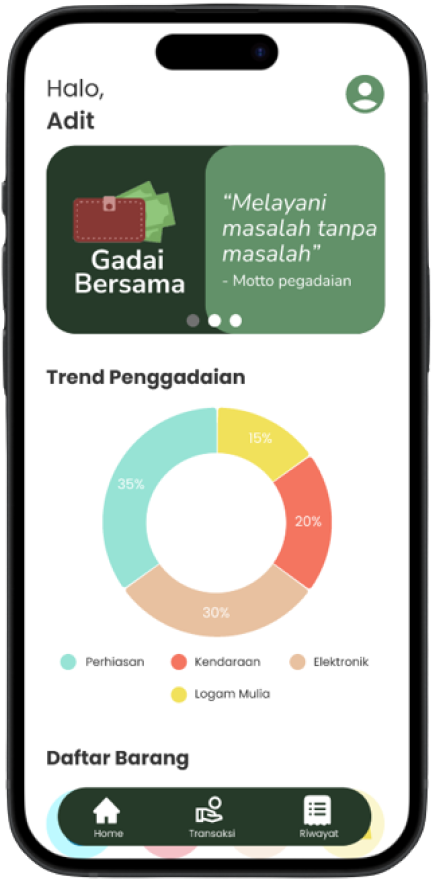 Halo,
Adit
Gadai
Bersama
“Melayani
masalah tanpa
masalah”
- Motto pegadaian
Trend Penggadaian
15%
35%
20%
30%
Perhiasan
Kendaraan
Elektronik
Logam Mulia
Daftar Barang
Home
Transaksi
Riwayat